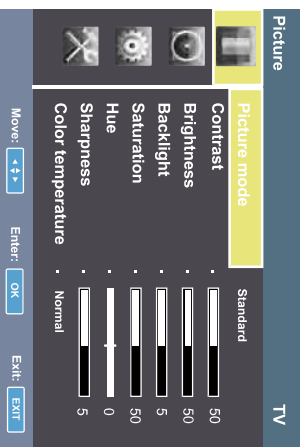 Picture TV
Picture mode Standard
Contrast 50
Brightness 50
Backlight 5
Saturation 50
Hue 0
Sharpness 5
Color temperature Normal
Move: Enter: OK Exit: EXIT